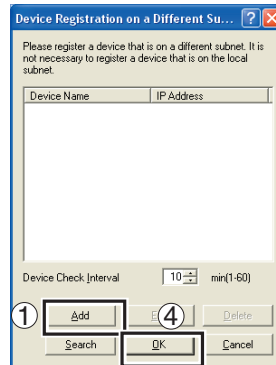 Device Registration on a Different Su... ?
Please register a device that is on a different subnet. It is
not necessary to register a device that is on the local
subnet.
Device Name IP Address
Device Check Interval 10 min(1-60)
① Add ④ Delete
Search OK Cancel